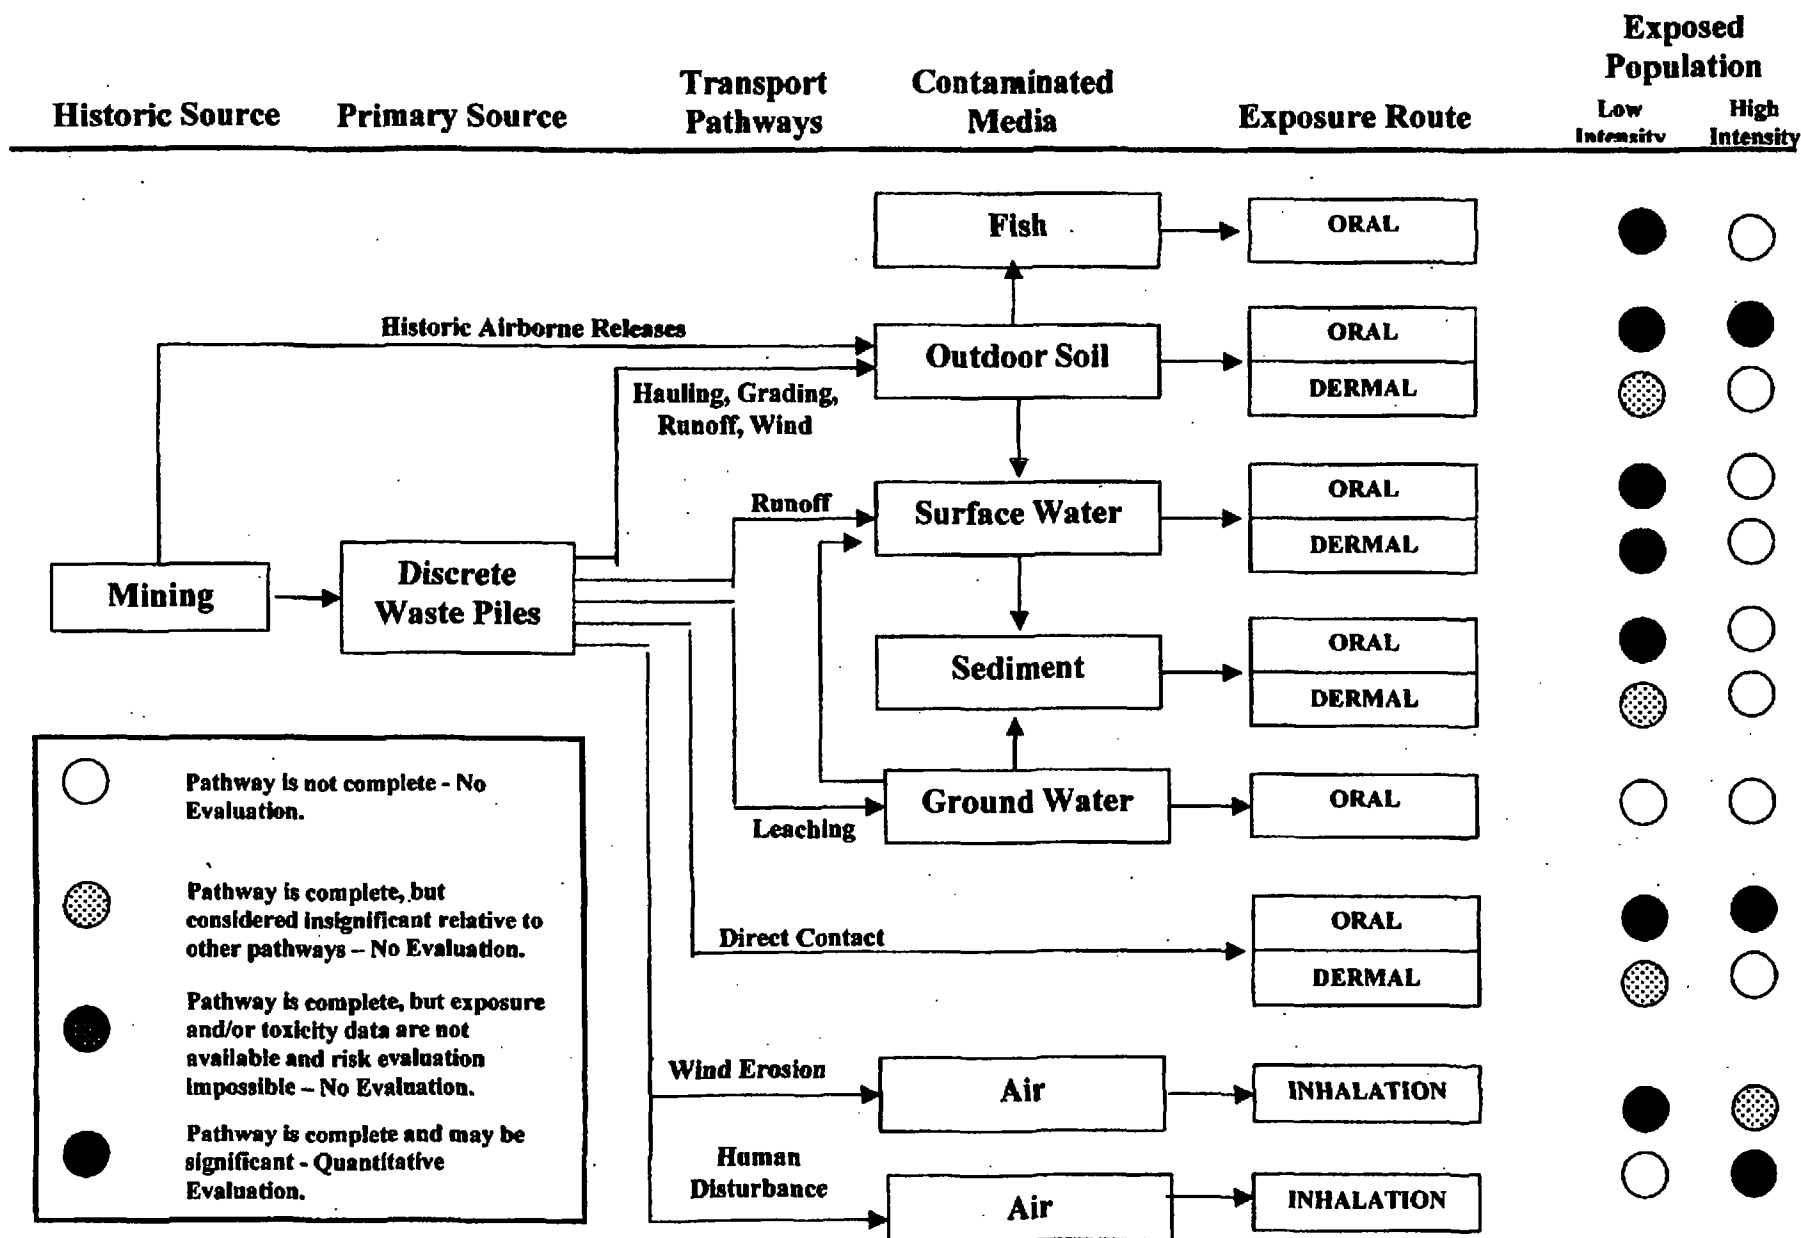 Exposed
Population
Transport
Pathways
Contaminated
Media
Historic Source
Primary Source
Exposure Route
Low
Intensity
High
Intensity
Fish
ORAL
Historic Airborne Releases
Outdoor Soil
ORAL
DERMAL
Hauling, Grading,
Runoff, Wind
Runoff
Surface Water
ORAL
DERMAL
Mining
Discrete
Waste Piles
Sediment
ORAL
DERMAL
Ground Water
ORAL
Leaching
Direct Contact
ORAL
DERMAL
Wind Erosion
Air
INHALATION
Human
Disturbance
Air
INHALATION
Pathway is not complete - No
Evaluation.
Pathway is complete, but
considered insignificant relative to
other pathways – No Evaluation.
Pathway is complete, but exposure
and/or toxicity data are not
available and risk evaluation
impossible – No Evaluation.
Pathway is complete and may be
significant - Quantitative
Evaluation.